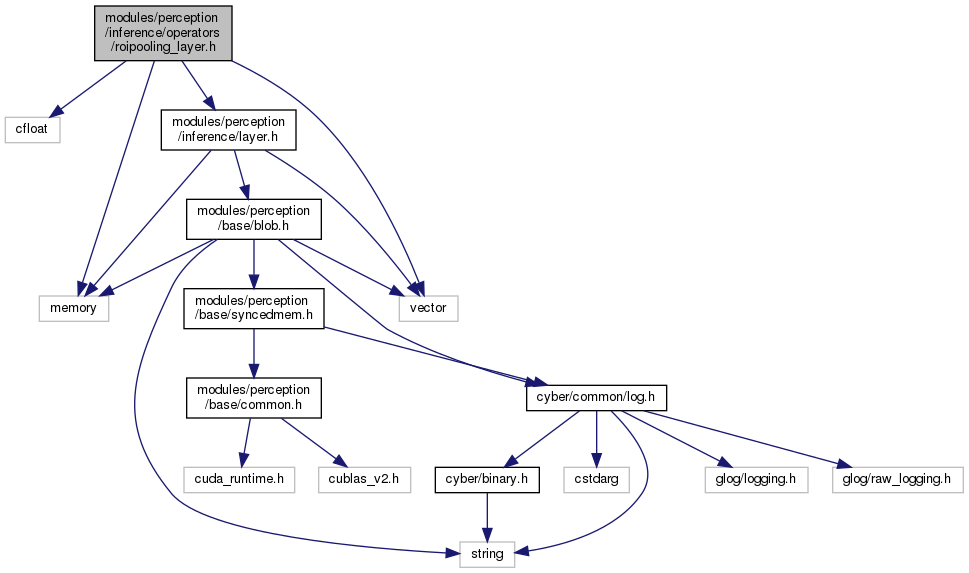 modules/perception
/inference/operators
/roipooling_layer.h
cfloat
modules/perception
/inference/layer.h
modules/perception
/base/blob.h
memory
modules/perception
/base/syncedmem.h
vector
modules/perception
/base/common.h
cyber/common/log.h
cuda_runtime.h
cublas_v2.h
cyber/binary.h
cstdarg
glog/logging.h
glog/raw_logging.h
string